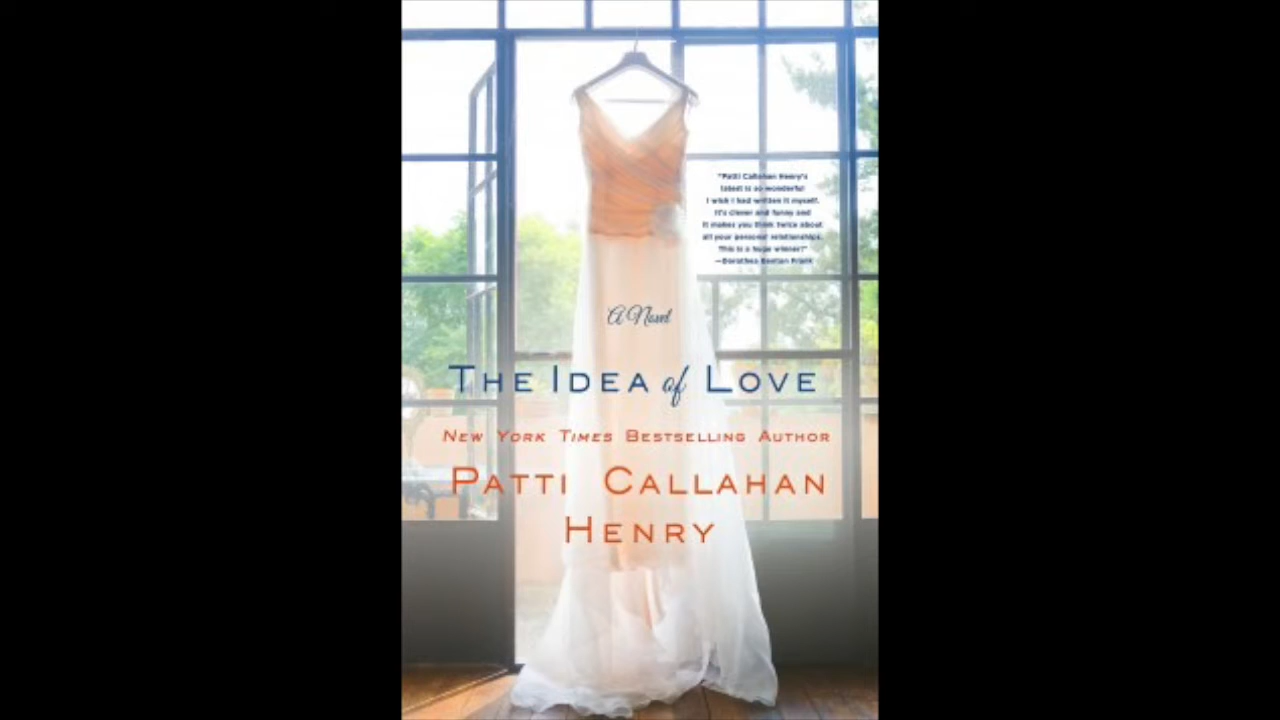 "Patti Callahan Henry's
latest is so wonderful
I wish I had written it myself.
It's clever and funny and
it makes you think twice about
all your personal relationships.
This is a huge winner!"
—Dorothea Benton Frank
A Novel
The Idea of Love
New York Times Bestselling Author
Patti Callahan
Henry